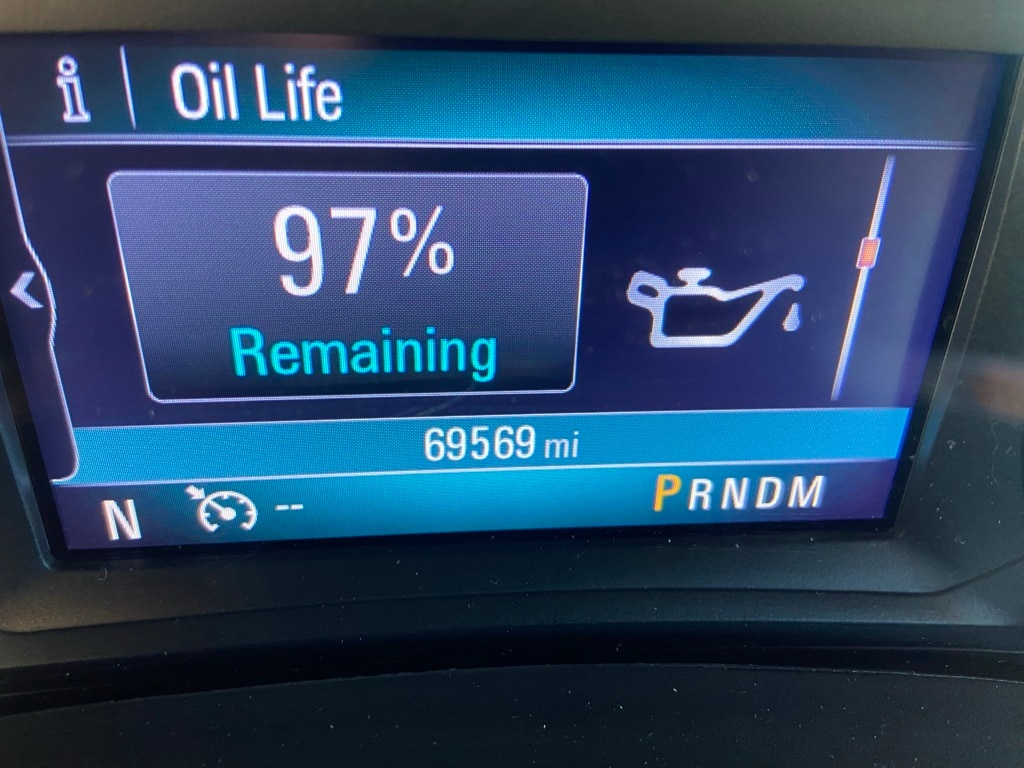 i Oil Life
97%
Remaining
69569 mi
N -- PRNDM